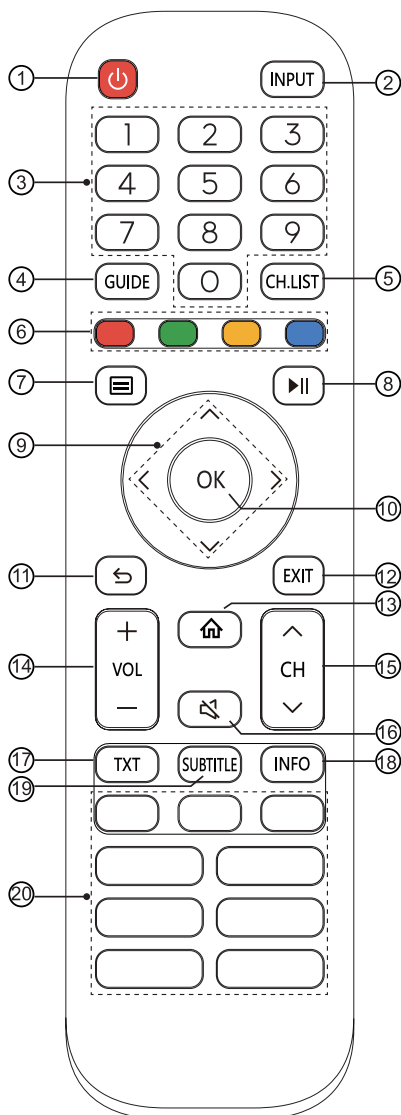 ① INPUT ②
1 2 3
③ 4 5 6
7 8 9
④ GUIDE 0 CH.LIST ⑤
⑥
⑦ ⑧
⑨
OK
⑩
⑪ EXIT ⑫
⑬
+
⑭ VOL CH ⑮
—
⑯
⑰ TXT SUBTITLE INFO ⑱
⑲
⑳